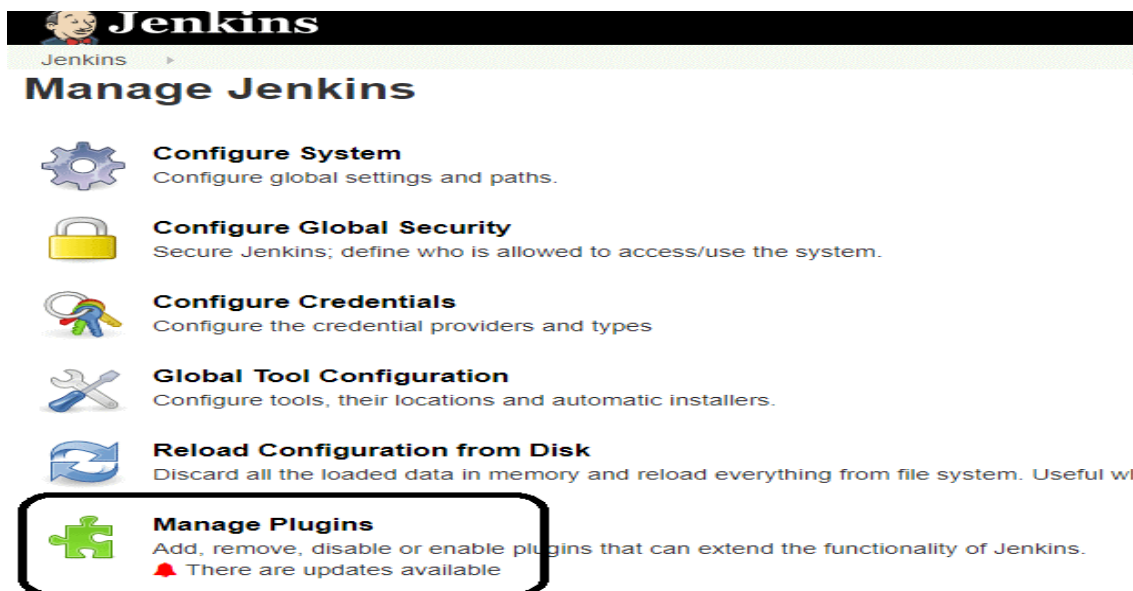 Jenkins
Jenkins
Manage Jenkins
Configure System
Configure global settings and paths.
Configure Global Security
Secure Jenkins; define who is allowed to access/use the system.
Configure Credentials
Configure the credential providers and types
Global Tool Configuration
Configure tools, their locations and automatic installers.
Reload Configuration from Disk
Discard all the loaded data in memory and reload everything from file system. Useful
Manage Plugins
Add, remove, disable or enable plugins that can extend the functionality of Jenkins.
There are updates available